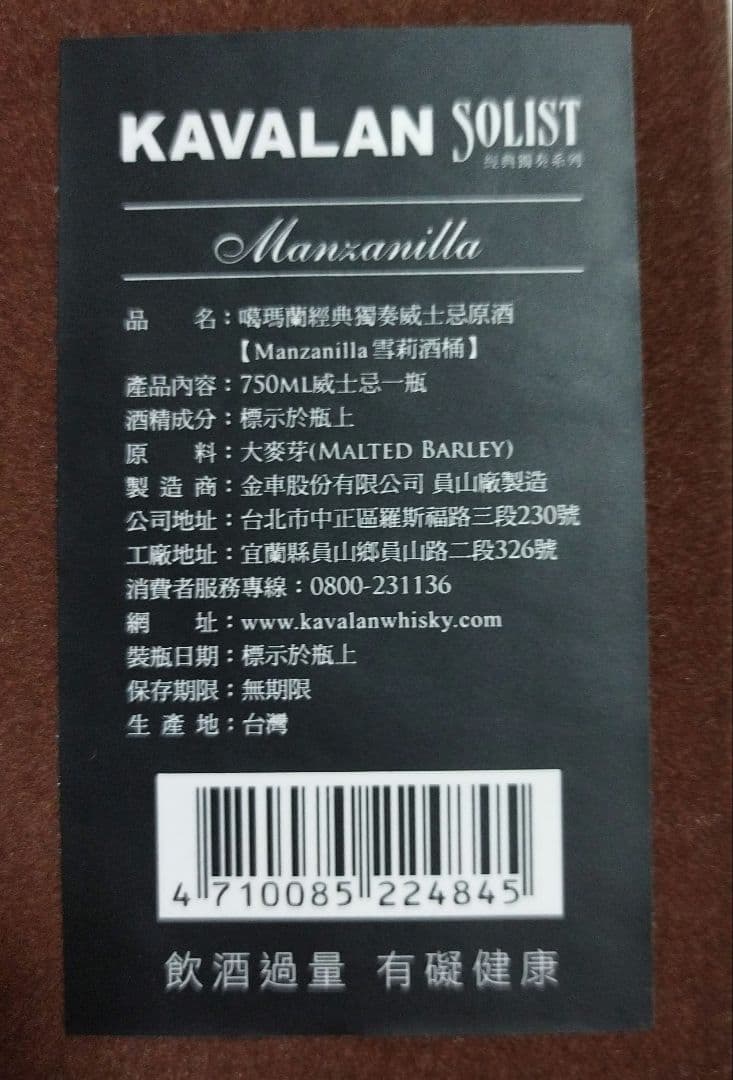 KAVALAN SOLIST
經典獨奏系列
Manzanilla
品 名：噶瑪蘭經典獨奏威士忌原酒
【Manzanilla 雪莉酒桶】
產品內容：750ML威士忌一瓶
酒精成分：標示於瓶上
原 料：大麥芽(MALTED BARLEY)
製 造 商：金車股份有限公司 員山廠製造
公司地址：台北市中正區羅斯福路三段230號
工廠地址：宜蘭縣員山鄉員山路二段326號
消費者服務專線：0800-231136
網 址：www.kavalanwhisky.com
裝瓶日期：標示於瓶上
保存期限：無期限
生 產 地：台灣
4 710085 224845
飲酒過量 有礙健康